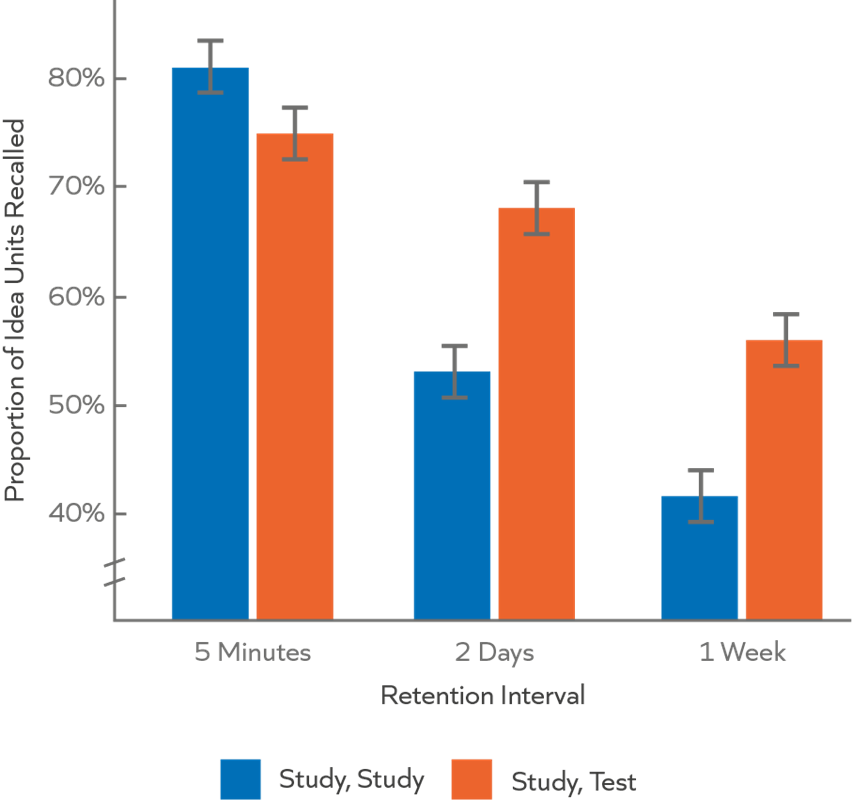 Proportion of Idea Units Recalled
80%
70%
60%
50%
40%
5 Minutes 2 Days 1 Week
Retention Interval
Study, Study Study, Test